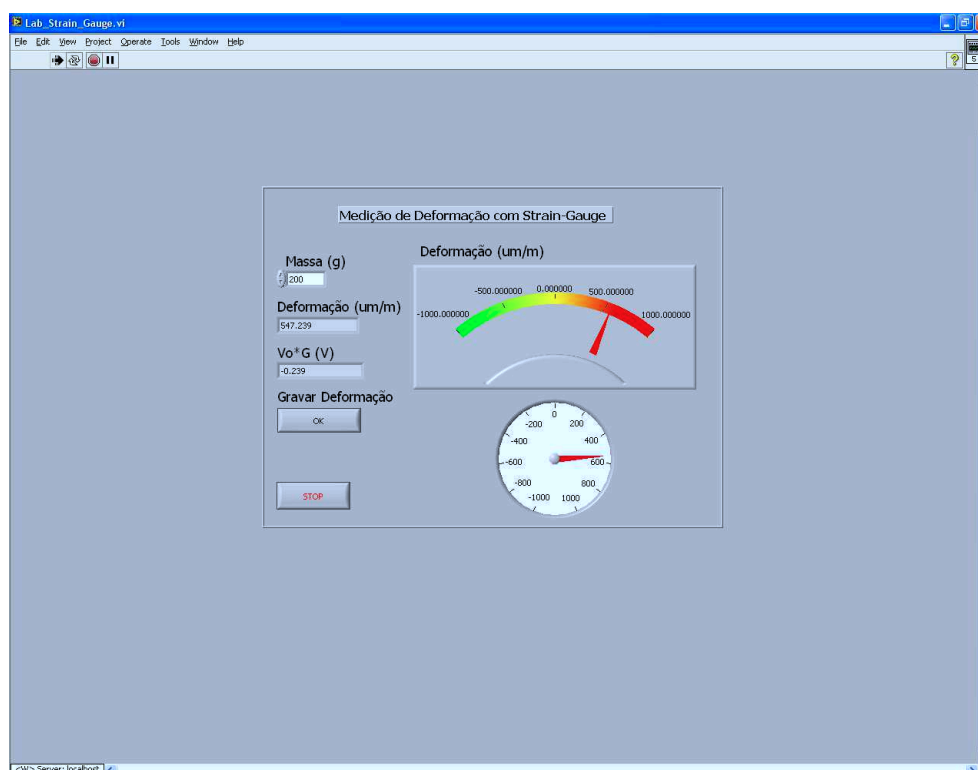 Lab_Strain_Gauge.vi
File Edit View Project Operate Tools Window Help
?
S
Medição de Deformação com Strain-Gauge
Massa (g)
200
Deformação (um/m)
547.239
Vo*G (V)
-0.239
Gravar Deformação
OK
STOP
Deformação (um/m)
-1000.000000 -500.000000 0.000000 500.000000 1000.000000
0
-200 200
-400 400
-600 600
-800 800
-1000 1000
Server: localhost